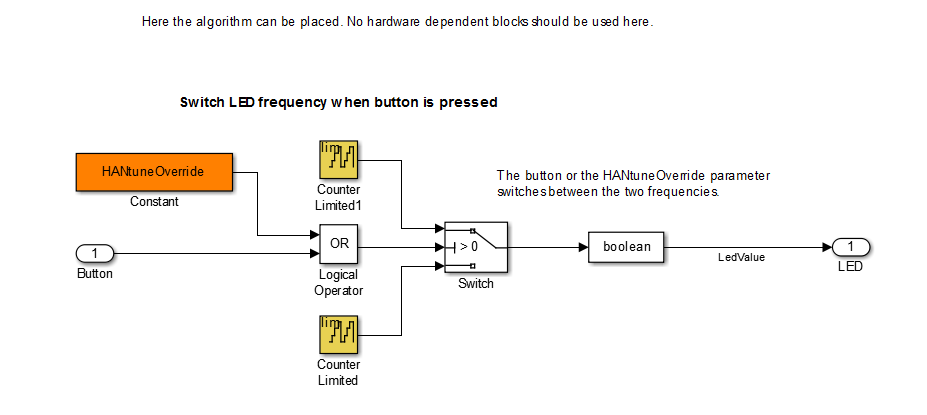 Here the algorithm can be placed. No hardware dependent blocks should be used here.
Switch LED frequency when button is pressed
lim
HANtuneOverride
Constant
Counter
Limited1
The button or the HANtuneOverride parameter
switches between the two frequencies.
OR
Logical
Operator
1
Button
> 0
Switch
boolean
LedValue
1
LED
lim
Counter
Limited